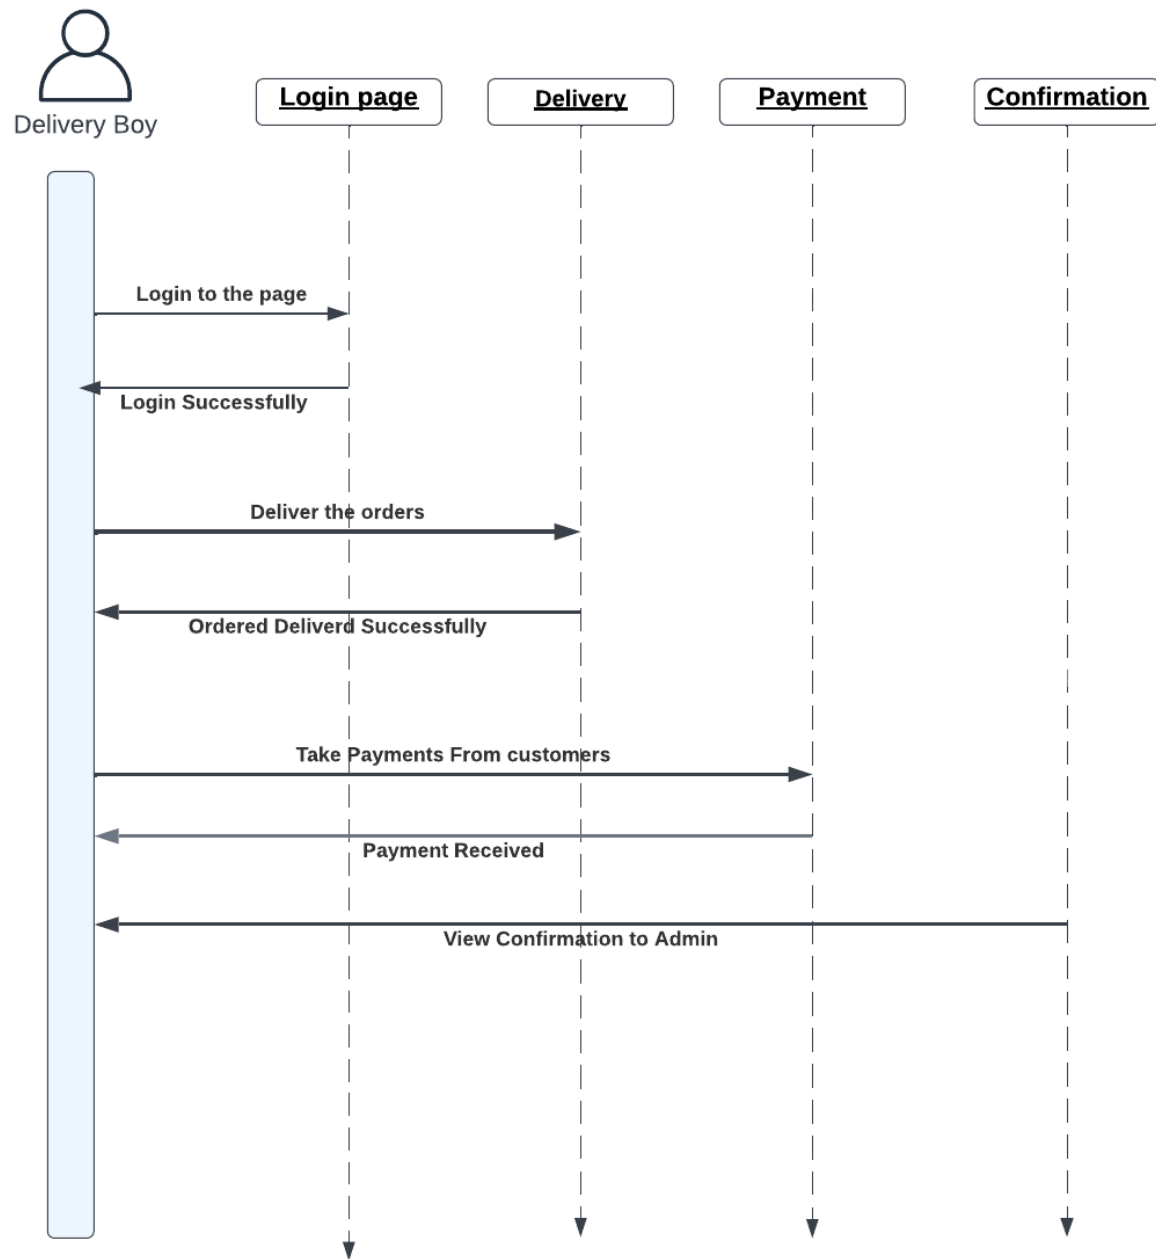 Delivery Boy
Login page
Delivery
Payment
Confirmation
Login to the page
Login Successfully
Deliver the orders
Ordered Deliverd Successfully
Take Payments From customers
Payment Received
View Confirmation to Admin